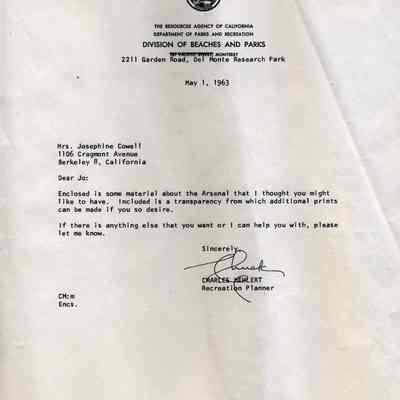 THE RESOURCES AGENCY OF CALIFORNIA
DEPARTMENT OF PARKS AND RECREATION
DIVISION OF BEACHES AND PARKS
MONTEREY
2211 Garden Road, Del Monte Research Park
May 1, 1963
Mrs. Josephine Cowell
1106 Cragmont Avenue
Berkeley 8, California
Dear Jo:
Enclosed is some material about the Arsenal that I thought you might
like to have. Included is a transparency from which additional prints
can be made if you so desire.
If there is anything else that you want or I can help you with, please
let me know.
Sincerely,
Chuck
CHARLES MEHLERT
Recreation Planner
CM:m
Encs.